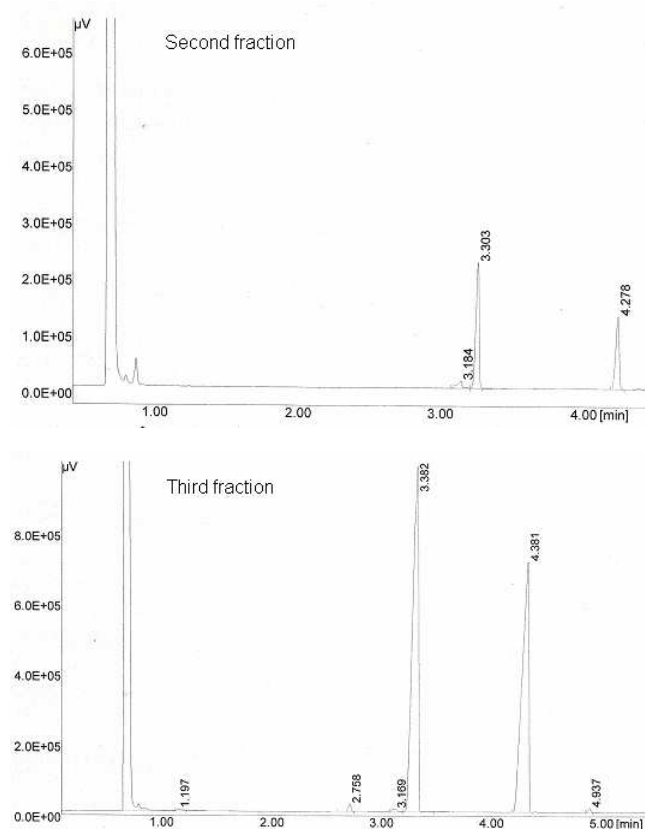 µV
Second fraction
6.0E+05
5.0E+05
4.0E+05
3.0E+05
2.0E+05
1.0E+05
0.0E+00
3.184
3.303
4.278
1.00 2.00 3.00 4.00 [min]
µV
Third fraction
8.0E+05
6.0E+05
4.0E+05
2.0E+05
0.0E+00
1.197
2.758
3.169
3.382
4.381
4.937
1.00 2.00 3.00 4.00 5.00 [min]